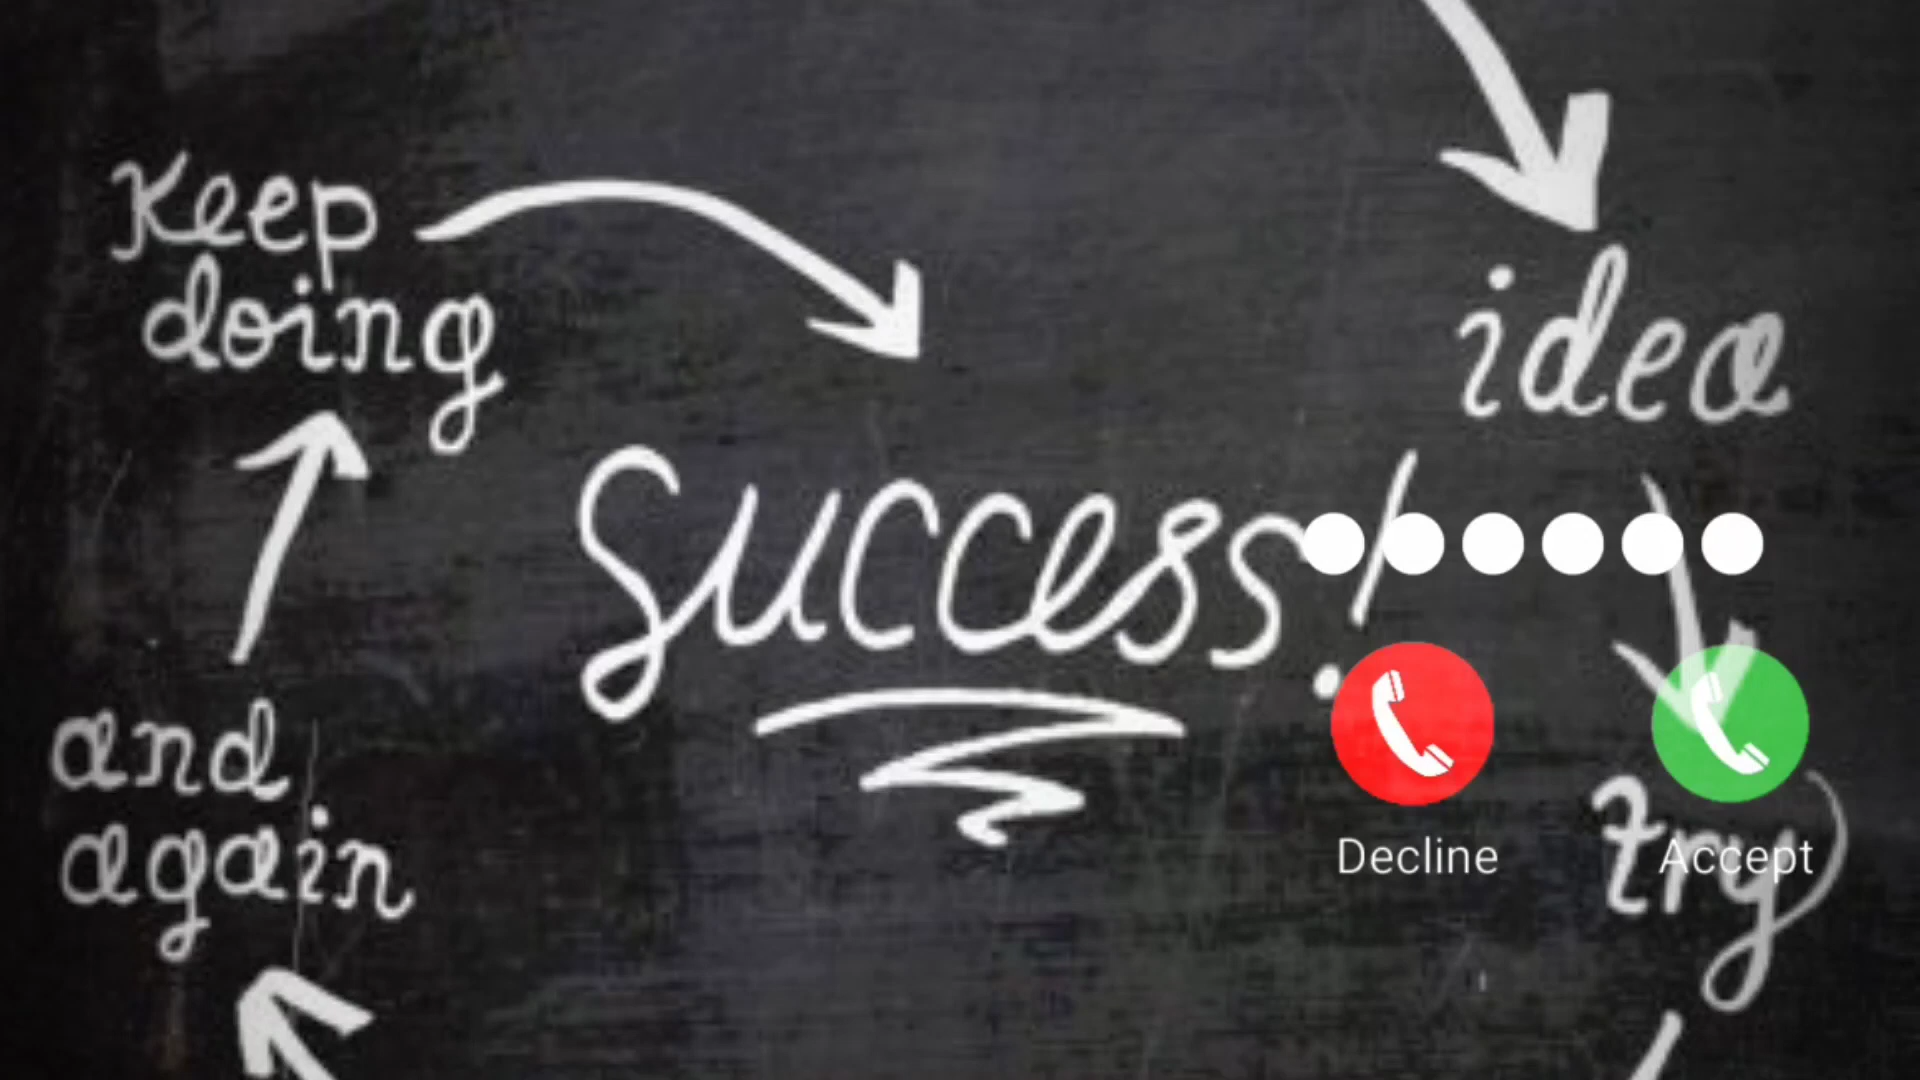 Keep
doing
idea
success!
and
again
try
Decline
Accept